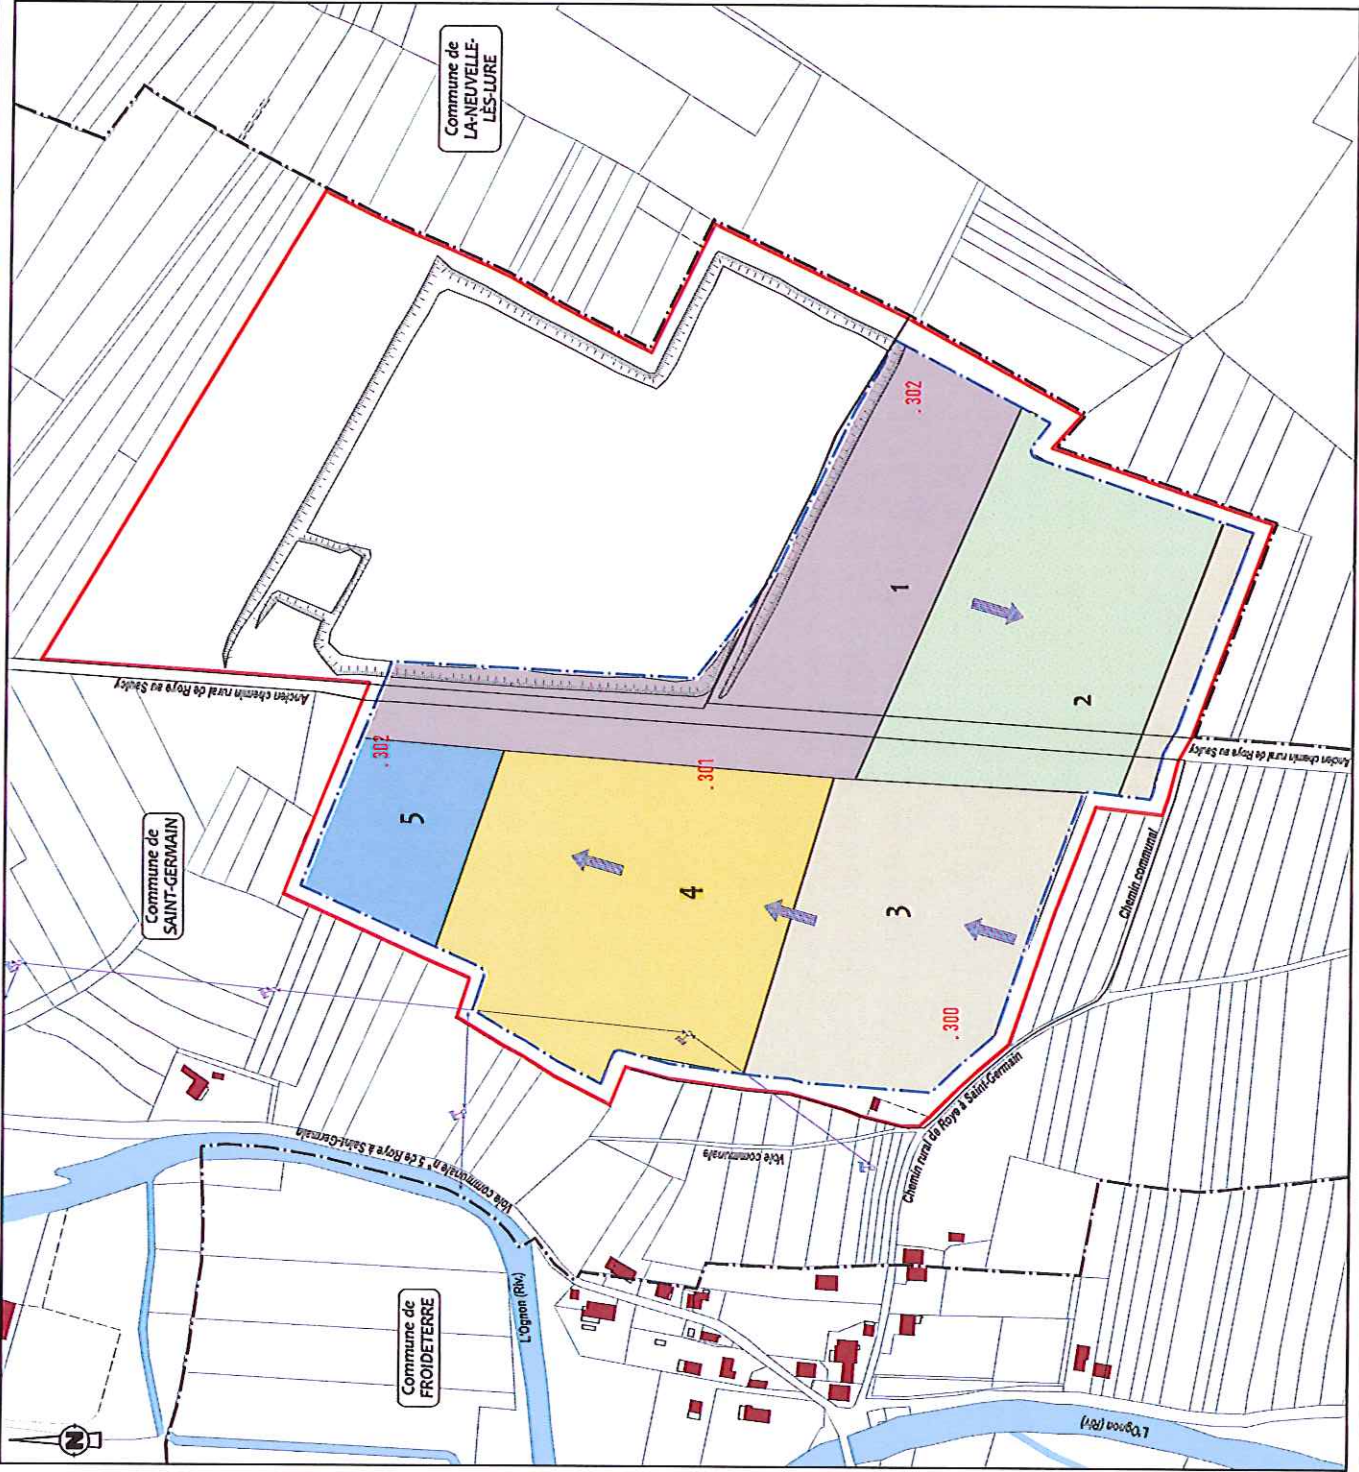 Commune de
LA-NEUVELLE-
LÈS-LURE
Commune de
SAINT-GERMAIN
Commune de
FROIDETERRE
N
Ancien chemin rural de Roye au Saulcy
Ancien chemin rural de Roye au Saulcy
Voie communale n° 5 de Roye à Saint-Germain
Voie communale
Chemin rural de Roye à Saint-Germain
Chemin communal
L'Ognon (Riv.)
L'Ognon (Riv.)
1
2
3
4
5
.302
.302
.301
.300